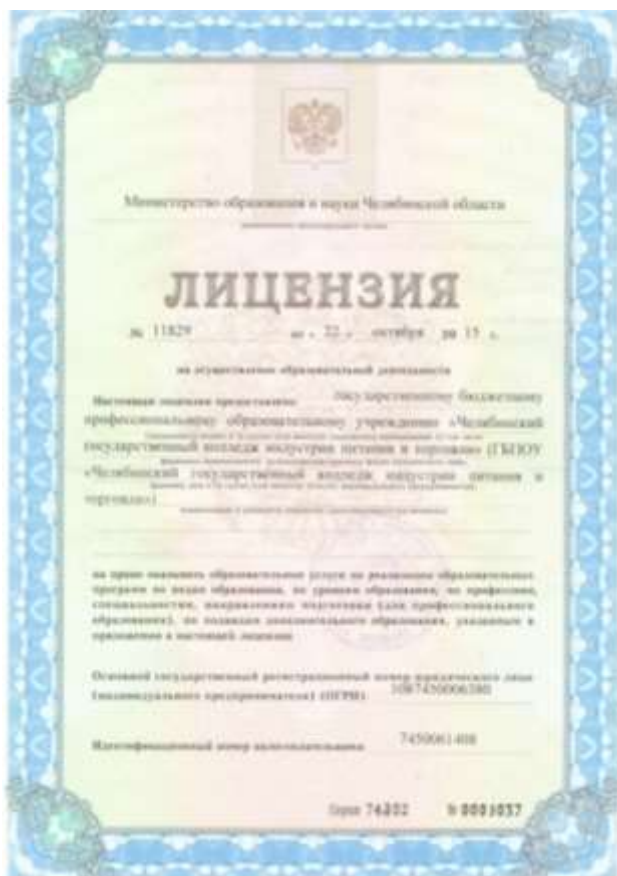 Министерство образования и науки Челябинской области
ЛИЦЕНЗИЯ
№ 11829 от « 22 » октября 20 15 г.
на осуществление образовательной деятельности
Настоящая лицензия предоставлена государственному бюджетному
профессиональному образовательному учреждению «Челябинский
государственный колледж индустрии питания и торговли» (ГБПОУ
«Челябинский государственный колледж индустрии питания и
торговли»)
на право оказывать образовательные услуги по реализации образовательных
программ по видам образования, по уровням образования, по профессиям,
специальностям, направлениям подготовки (для профессионального
образования), по подвидам дополнительного образования, указанным в
приложении к настоящей лицензии
Основной государственный регистрационный номер юридического лица
(индивидуального предпринимателя) (ОГРН) 1087450006380
Идентификационный номер налогоплательщика 7450061408
Серия